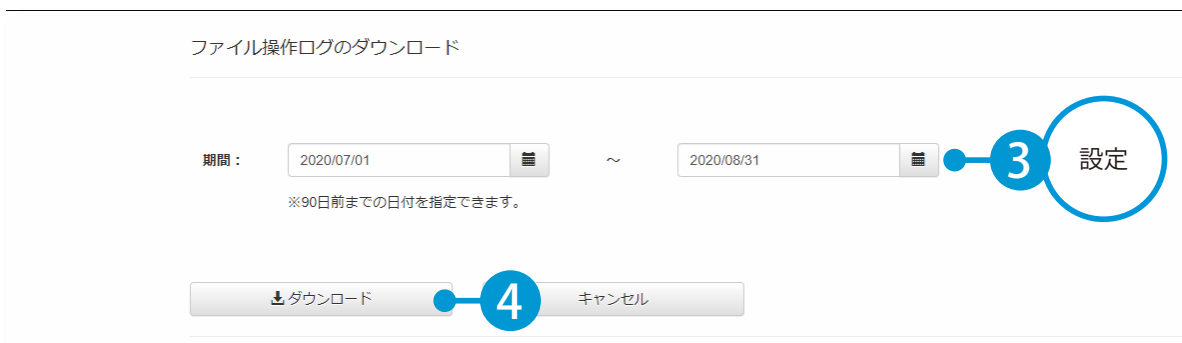 ファイル操作ログのダウンロード
期間： 2020/07/01 ～ 2020/08/31 3 設定
※90日前までの日付を指定できます。
ダウンロード 4 キャンセル